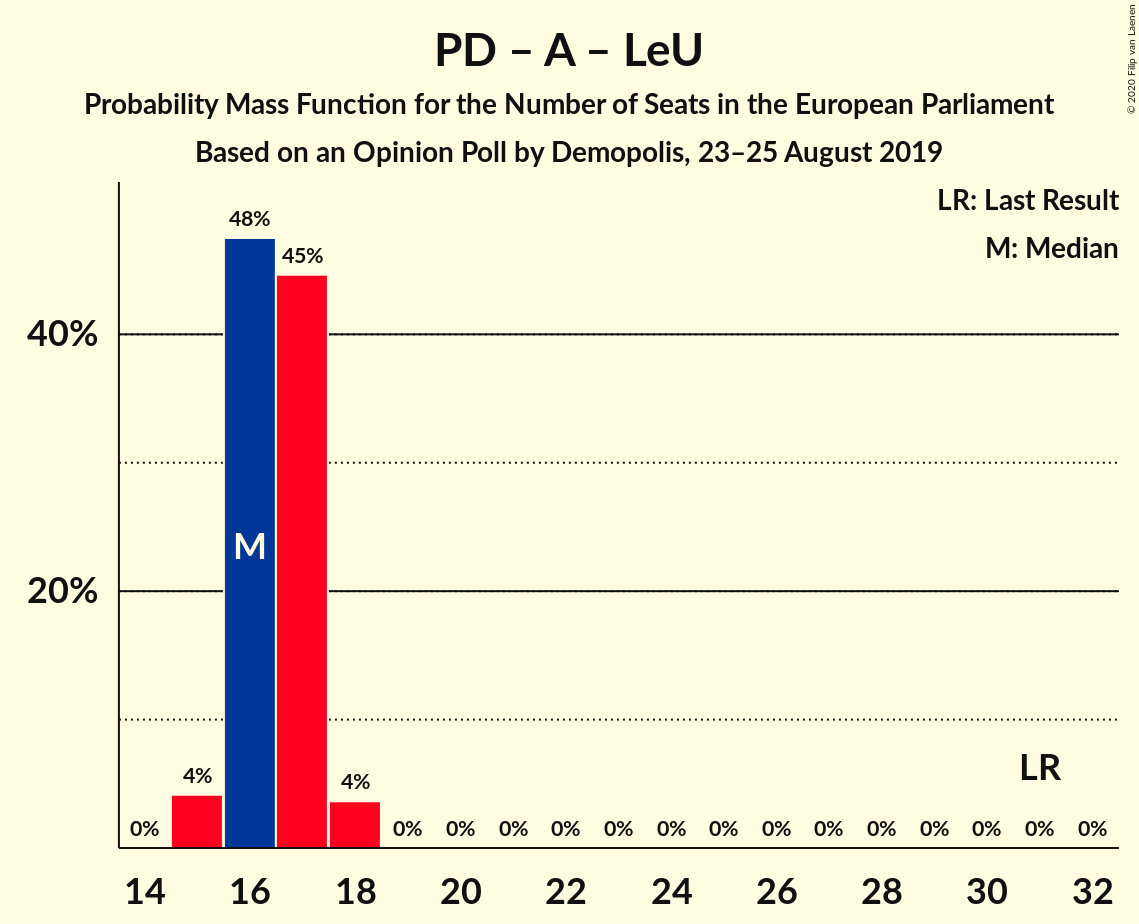 PD – A – LeU
Probability Mass Function for the Number of Seats in the European Parliament
Based on an Opinion Poll by Demopolis, 23–25 August 2019
© 2020 Filip van Laenen
LR: Last Result
M: Median
48%
45%
40%
M
20%
4%
4%
LR
0% 0% 0% 0% 0% 0% 0% 0% 0% 0% 0% 0% 0% 0% 0%
14 16 18 20 22 24 26 28 30 32